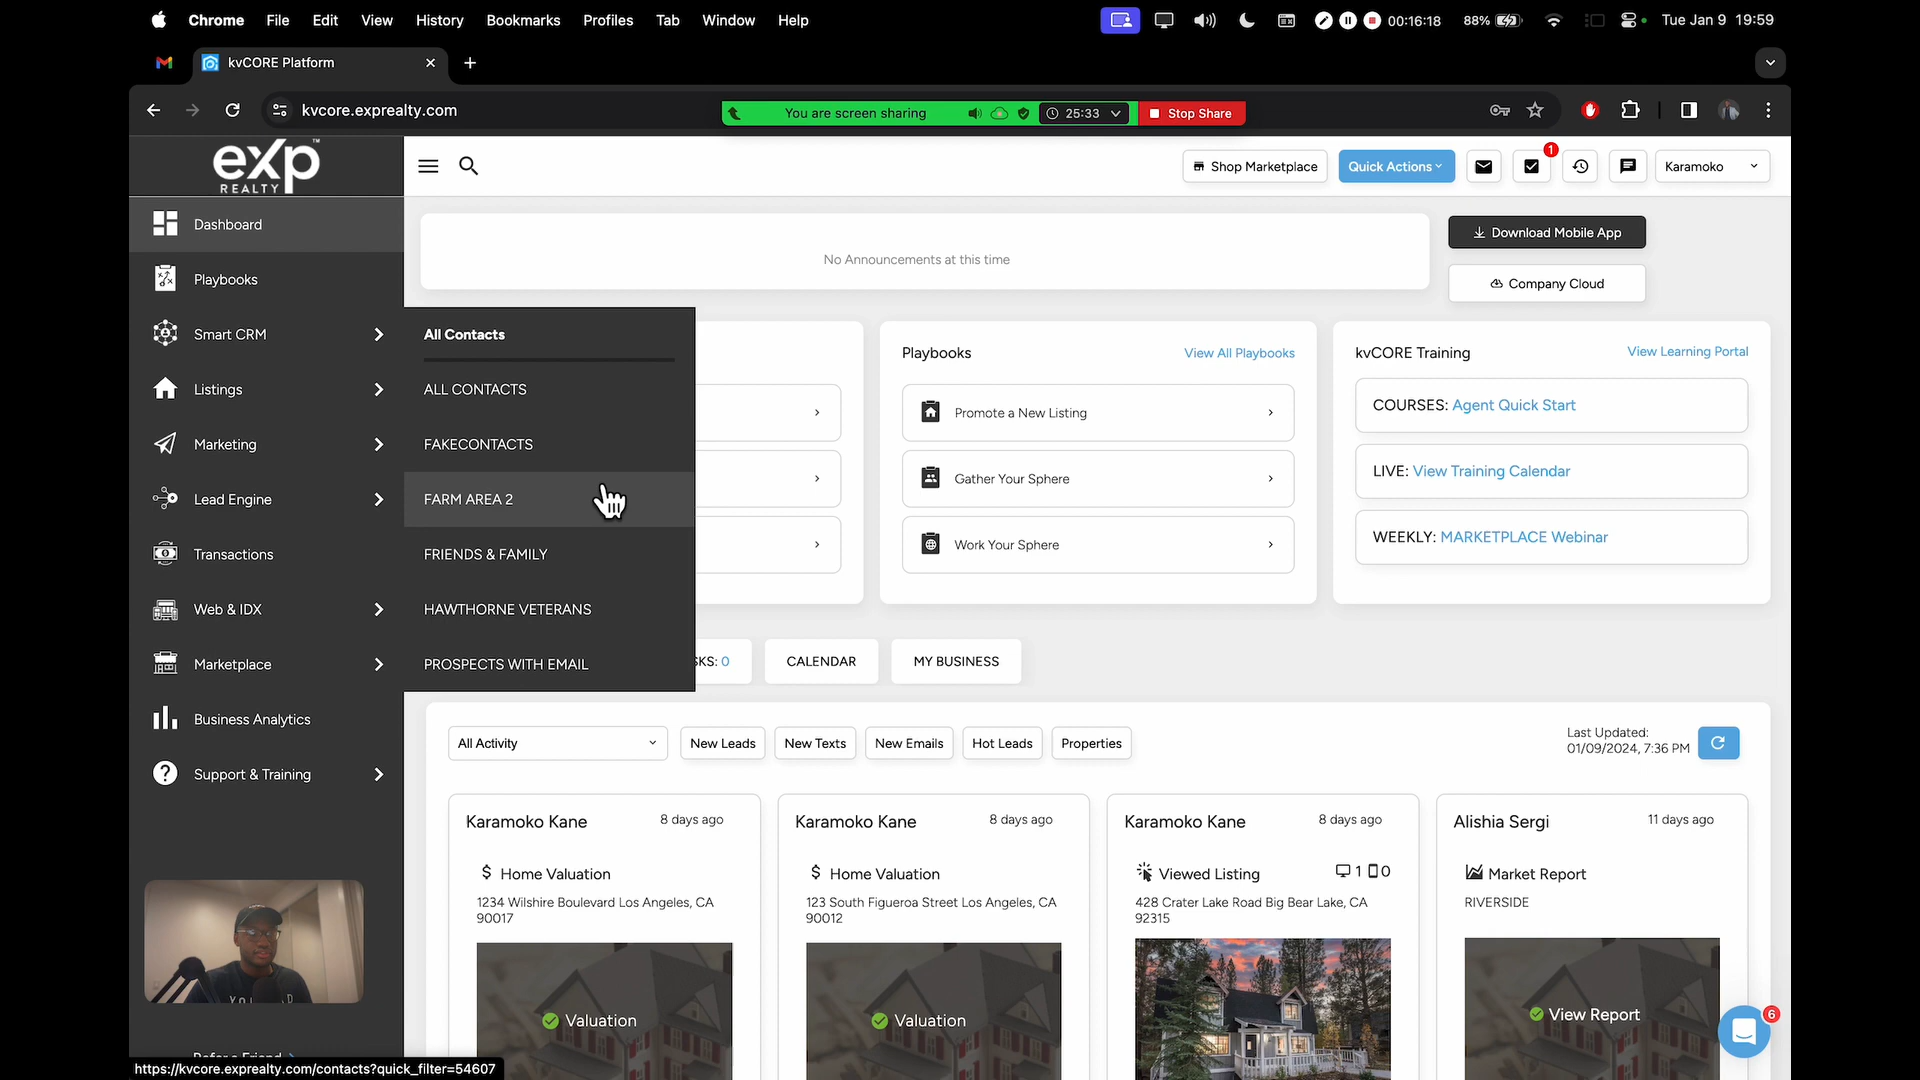 Chrome File Edit View History Bookmarks Profiles Tab Window Help 00:16:18 88% Tue Jan 9 19:59
kvCORE Platform
kvcore.exprealty.com You are screen sharing 25:33 Stop Share
exp REALTY
Shop Marketplace Quick Actions 1 Karamoko
Dashboard
Playbooks
Smart CRM
Listings
Marketing
Lead Engine
Transactions
Web & IDX
Marketplace
Business Analytics
Support & Training
No Announcements at this time
Download Mobile App
Company Cloud
All Contacts
ALL CONTACTS
FAKECONTACTS
FARM AREA 2
FRIENDS & FAMILY
HAWTHORNE VETERANS
PROSPECTS WITH EMAIL
Playbooks View All Playbooks
Promote a New Listing
Gather Your Sphere
Work Your Sphere
kvCORE Training View Learning Portal
COURSES: Agent Quick Start
LIVE: View Training Calendar
WEEKLY: MARKETPLACE Webinar
0 CALENDAR MY BUSINESS
All Activity New Leads New Texts New Emails Hot Leads Properties
Last Updated:
01/09/2024, 7:36 PM
Karamoko Kane 8 days ago
Home Valuation
1234 Wilshire Boulevard Los Angeles, CA
90017
Valuation
Karamoko Kane 8 days ago
Home Valuation
123 South Figueroa Street Los Angeles, CA
90012
Valuation
Karamoko Kane 8 days ago
Viewed Listing 1 0
428 Crater Lake Road Big Bear Lake, CA
92315
Alishia Sergi 11 days ago
Market Report
RIVERSIDE
View Report
6
https://kvcore.exprealty.com/contacts?quick_filter=54607